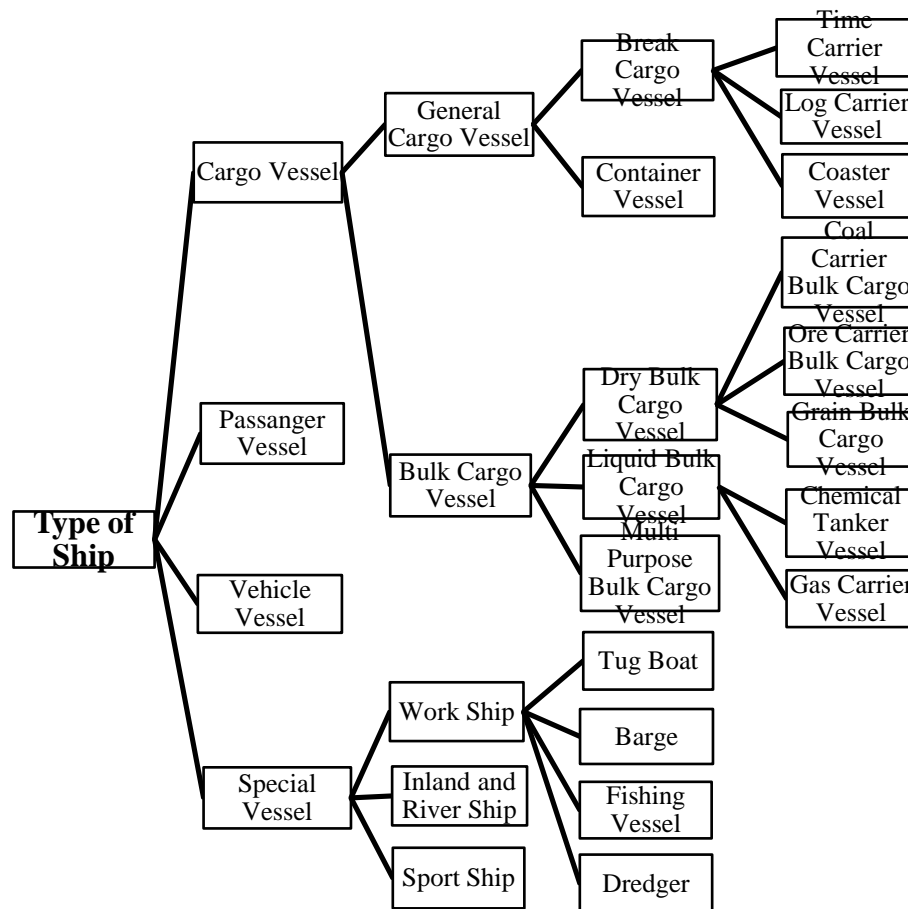 Type of
Ship
Cargo Vessel
Passanger
Vessel
Vehicle
Vessel
Special
Vessel
General
Cargo Vessel
Bulk Cargo
Vessel
Work Ship
Inland and
River Ship
Sport Ship
Break
Cargo
Vessel
Container
Vessel
Dry Bulk
Cargo
Vessel
Liquid Bulk
Cargo
Vessel
Multi
Purpose
Bulk Cargo
Vessel
Tug Boat
Barge
Fishing
Vessel
Dredger
Time
Carrier
Vessel
Log Carrier
Vessel
Coaster
Vessel
Coal
Carrier
Bulk Cargo
Vessel
Ore Carrier
Bulk Cargo
Vessel
Grain Bulk
Cargo
Vessel
Chemical
Tanker
Vessel
Gas Carrier
Vessel